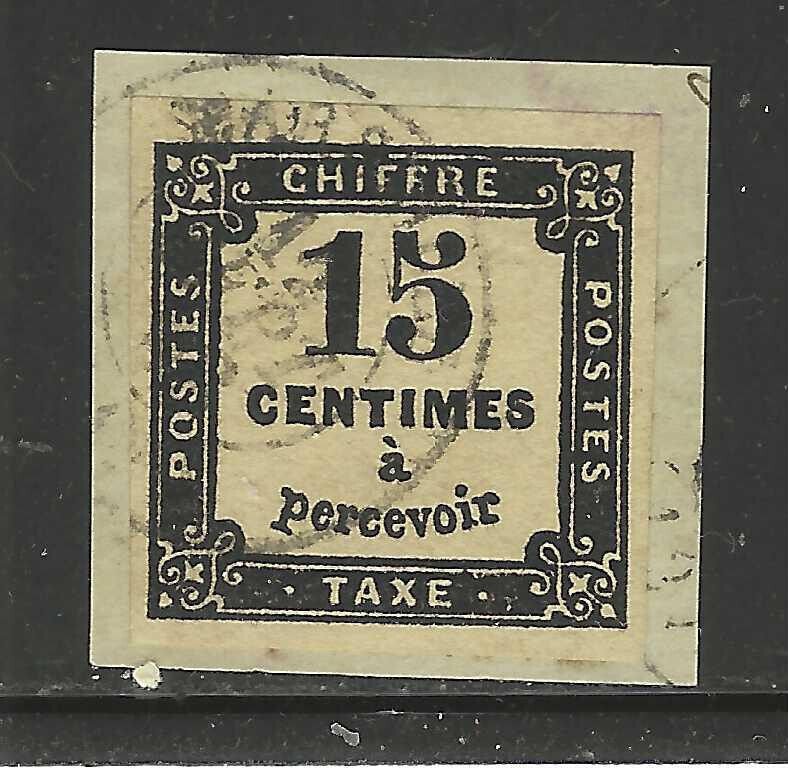 CHIFFRE
POSTES
15
CENTIMES
à
percevoir
POSTES
· TAXE ·